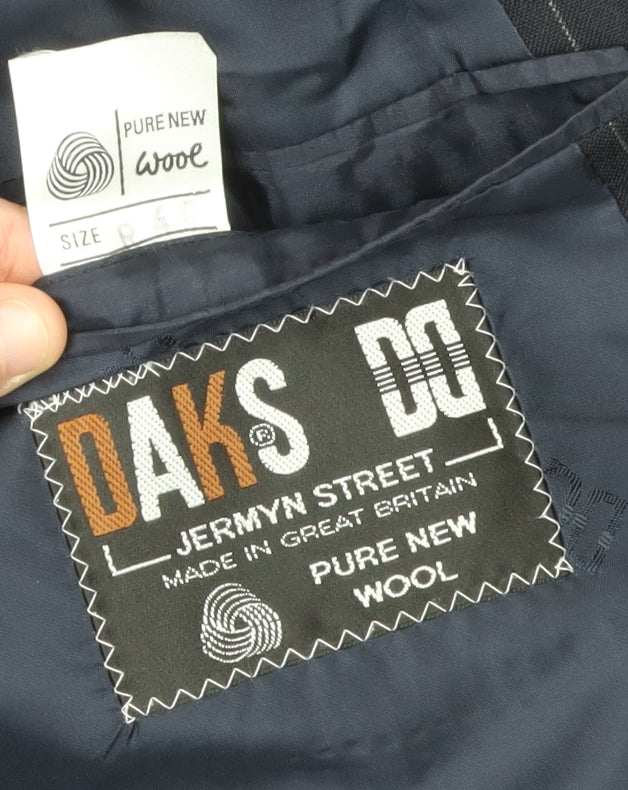 PURE NEW
wool
SIZE
DAKS®
DD
JERMYN STREET
MADE IN GREAT BRITAIN
PURE NEW
WOOL